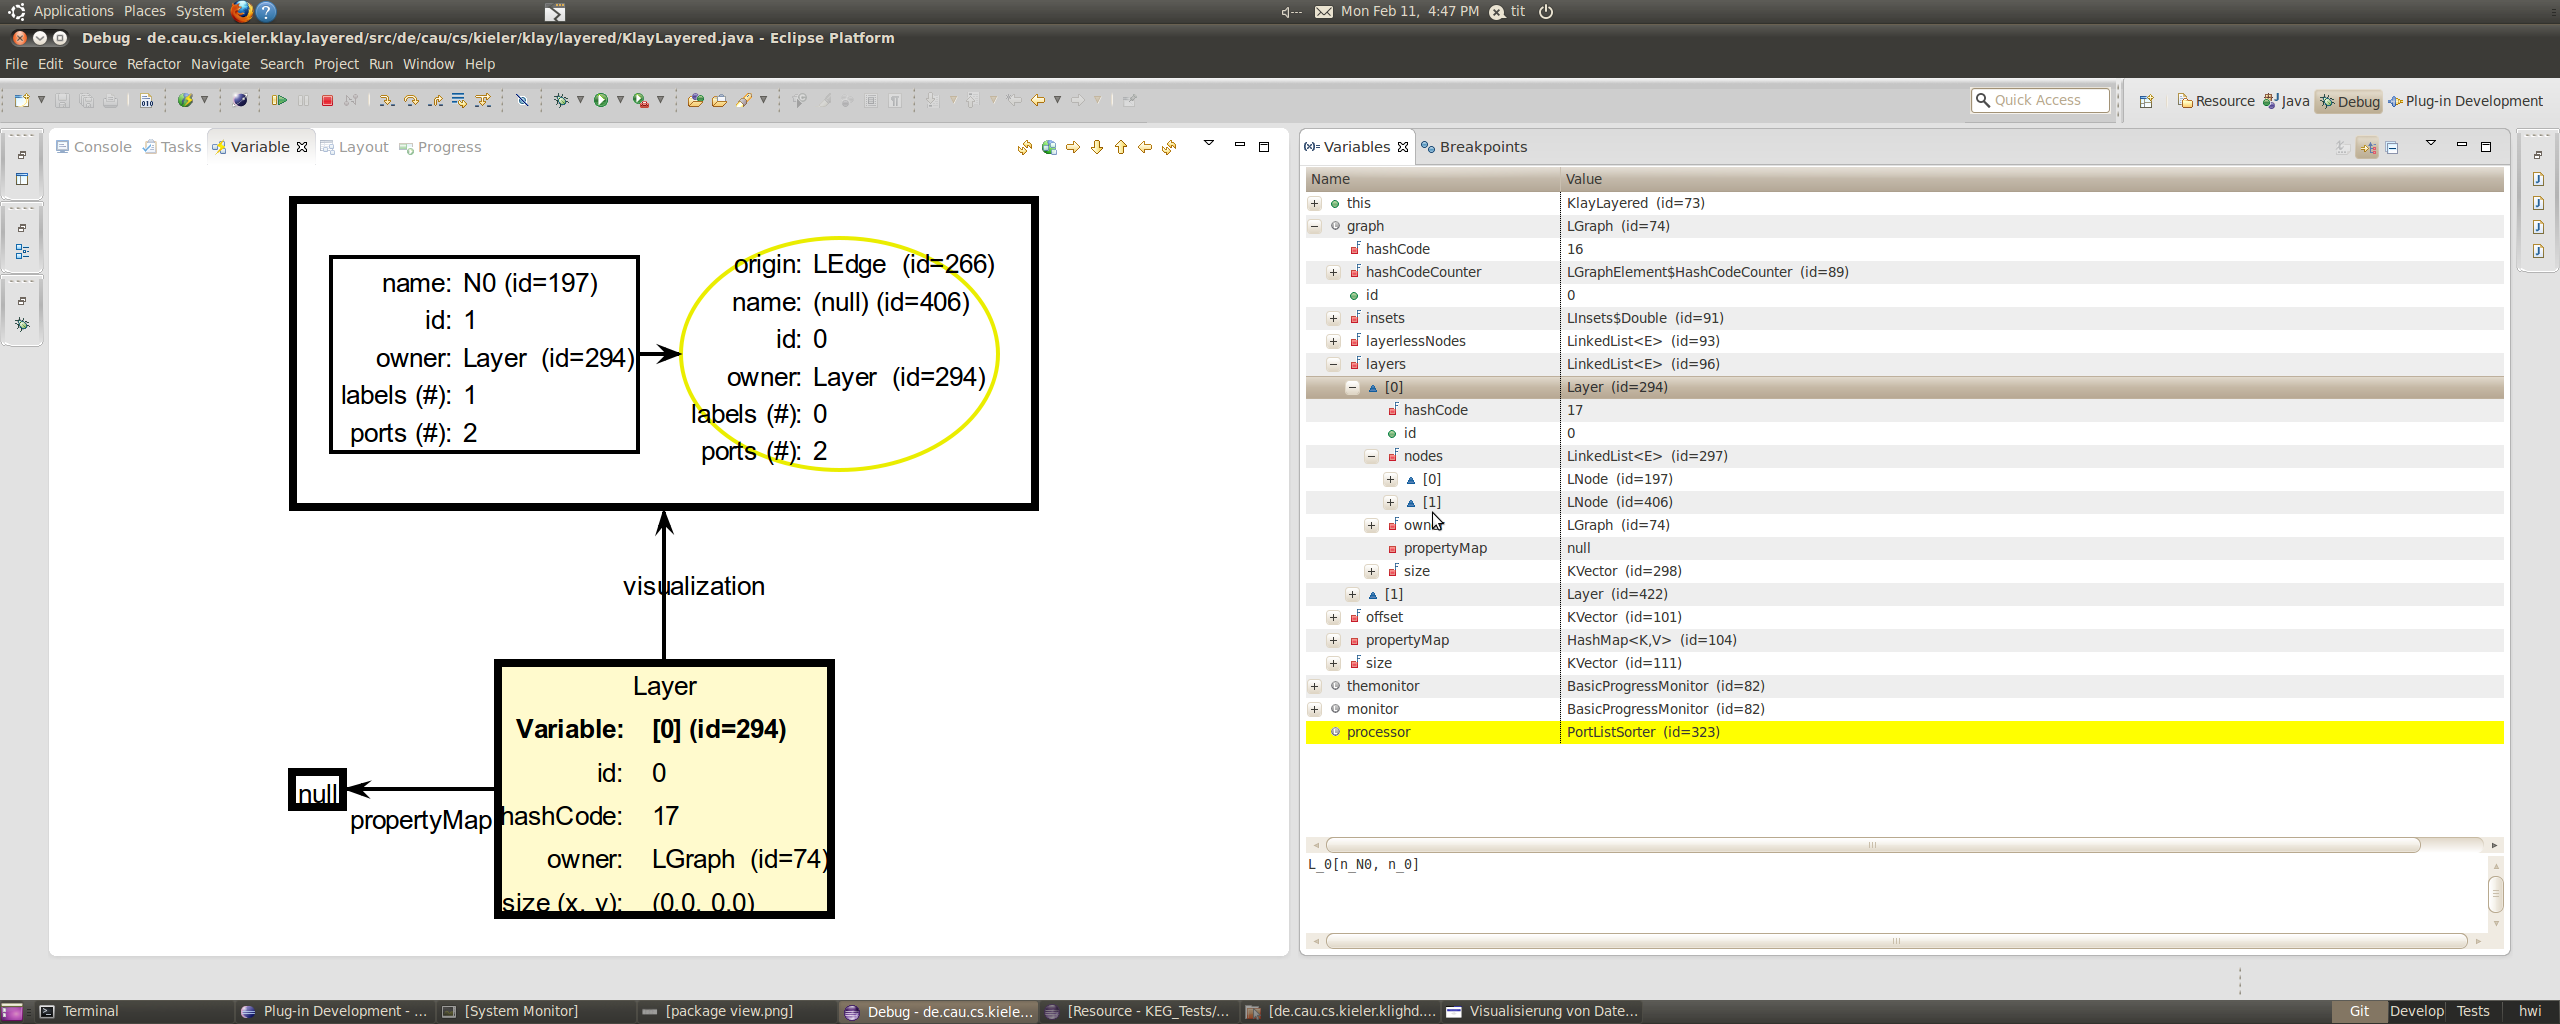 Applications Places System
Mon Feb 11, 4:47 PM tit
Debug - de.cau.cs.kieler.klay.layered/src/de/cau/cs/kieler/klay/layered/KlayLayered.java - Eclipse Platform
File Edit Source Refactor Navigate Search Project Run Window Help
Quick Access
Resource Java Debug Plug-in Development
Console Tasks Variable Layout Progress
name: N0 (id=197)
id: 1
owner: Layer (id=294)
labels (#): 1
ports (#): 2
origin: LEdge (id=266)
name: (null) (id=406)
id: 0
owner: Layer (id=294)
labels (#): 0
ports (#): 2
visualization
Layer
Variable: [0] (id=294)
id: 0
hashCode: 17
owner: LGraph (id=74)
size (x, y): (0.0, 0.0)
null
propertyMap
(x)= Variables Breakpoints
Name Value
this KlayLayered (id=73)
graph LGraph (id=74)
hashCode 16
hashCodeCounter LGraphElement$HashCodeCounter (id=89)
id 0
insets LInsets$Double (id=91)
layerlessNodes LinkedList<E> (id=93)
layers LinkedList<E> (id=96)
[0] Layer (id=294)
hashCode 17
id 0
nodes LinkedList<E> (id=297)
[0] LNode (id=197)
[1] LNode (id=406)
own LGraph (id=74)
propertyMap null
size KVector (id=298)
[1] Layer (id=422)
offset KVector (id=101)
propertyMap HashMap<K,V> (id=104)
size KVector (id=111)
themonitor BasicProgressMonitor (id=82)
monitor BasicProgressMonitor (id=82)
processor PortListSorter (id=323)
L_0[n_N0, n_0]
Terminal
Plug-in Development - ...
[System Monitor]
[package view.png]
Debug - de.cau.cs.kiele...
[Resource - KEG_Tests/...
[de.cau.cs.kieler.klighd....
Visualisierung von Date...
Git Develop Tests hwi